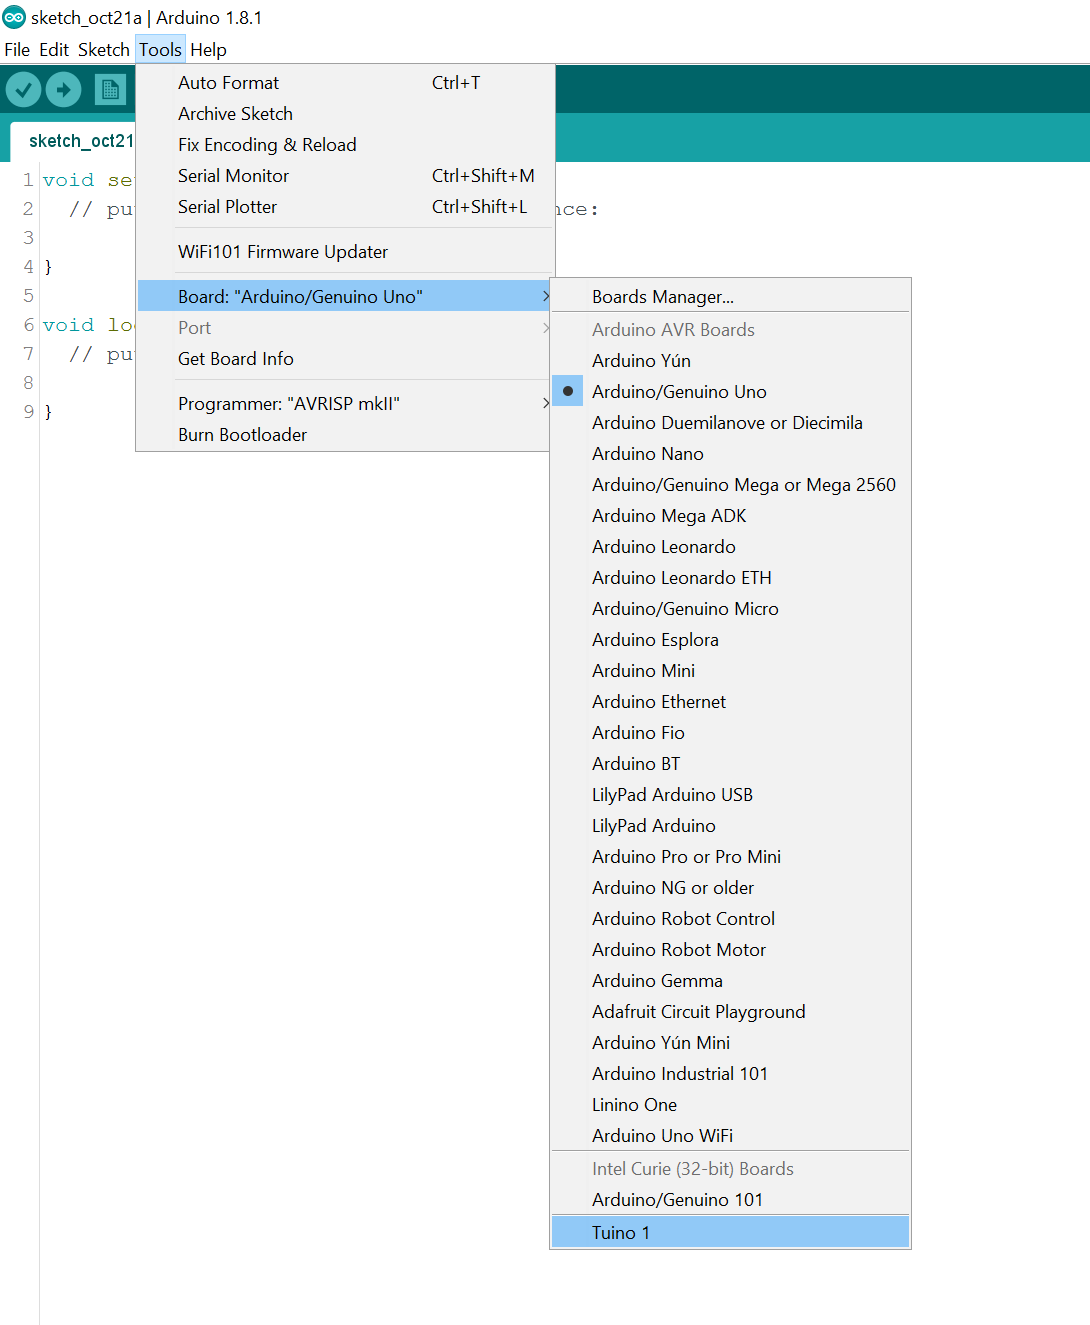 sketch_oct21a | Arduino 1.8.1
File Edit Sketch Tools Help
sketch_oct21
1 void se
2 // pu
nce:
3
4 }
5
6 void lo
7 // pu
8
9 }
Auto Format Ctrl+T
Archive Sketch
Fix Encoding & Reload
Serial Monitor Ctrl+Shift+M
Serial Plotter Ctrl+Shift+L
WiFi101 Firmware Updater
Board: "Arduino/Genuino Uno"
Port
Get Board Info
Programmer: "AVRISP mkII"
Burn Bootloader
Boards Manager...
Arduino AVR Boards
Arduino Yún
Arduino/Genuino Uno
Arduino Duemilanove or Diecimila
Arduino Nano
Arduino/Genuino Mega or Mega 2560
Arduino Mega ADK
Arduino Leonardo
Arduino Leonardo ETH
Arduino/Genuino Micro
Arduino Esplora
Arduino Mini
Arduino Ethernet
Arduino Fio
Arduino BT
LilyPad Arduino USB
LilyPad Arduino
Arduino Pro or Pro Mini
Arduino NG or older
Arduino Robot Control
Arduino Robot Motor
Arduino Gemma
Adafruit Circuit Playground
Arduino Yún Mini
Arduino Industrial 101
Linino One
Arduino Uno WiFi
Intel Curie (32-bit) Boards
Arduino/Genuino 101
Tuino 1